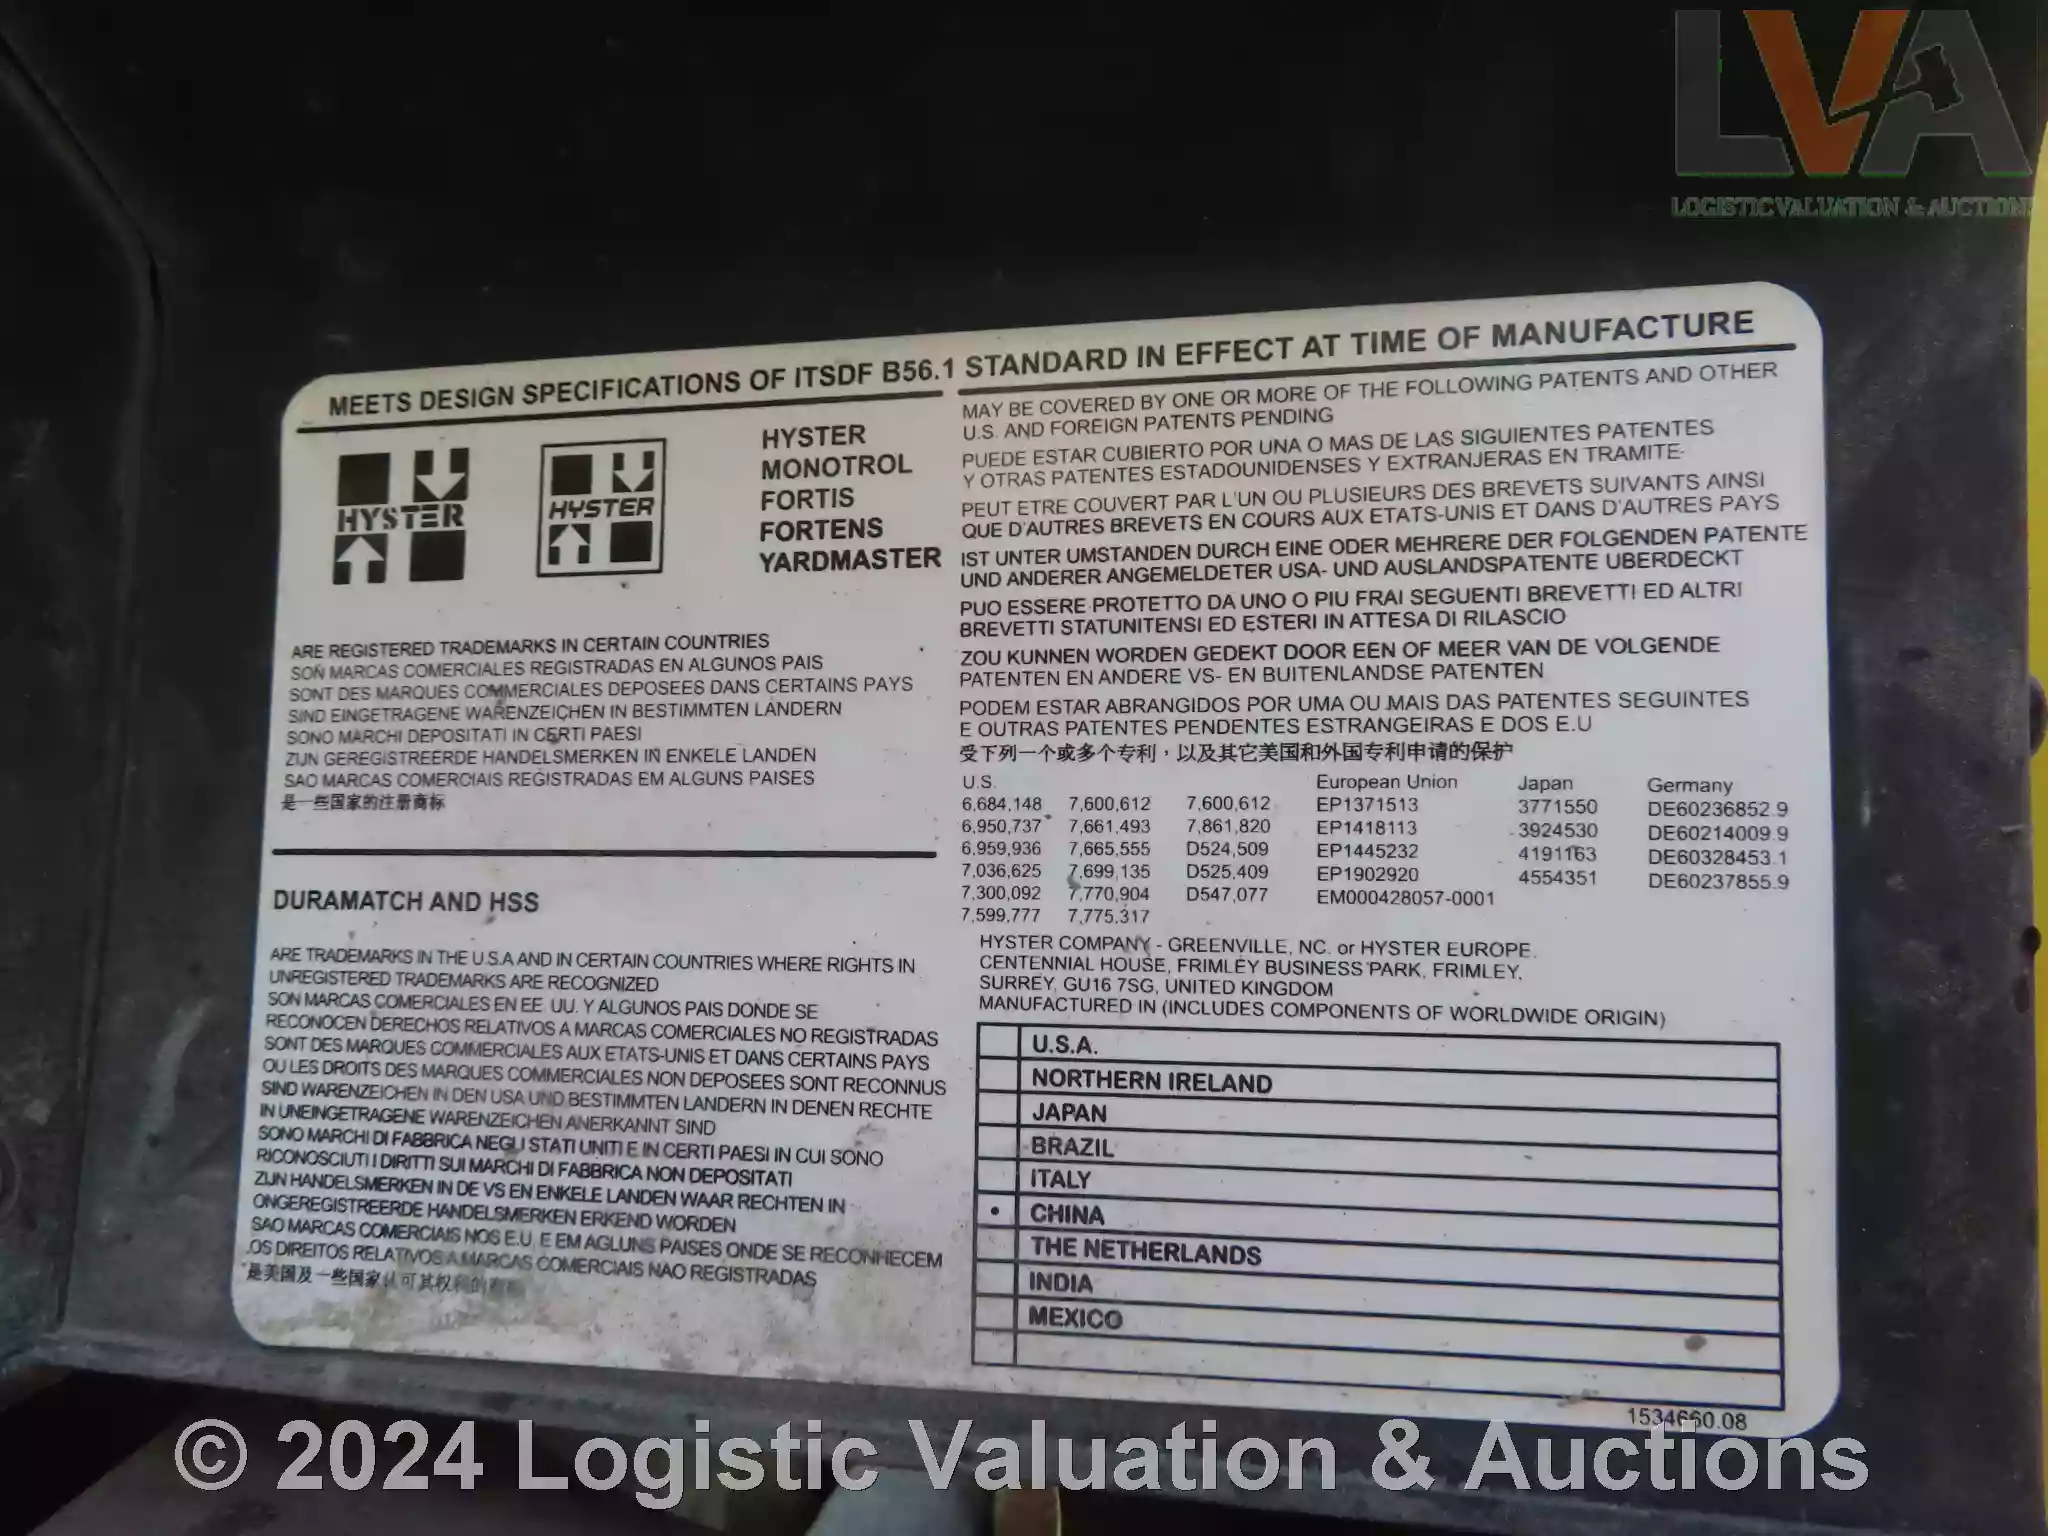 LVA
LOGISTIC VALUATION & AUCTION
MEETS DESIGN SPECIFICATIONS OF ITSDF B56.1 STANDARD IN EFFECT AT TIME OF MANUFACTURE
HYSTER
HYSTER
HYSTER
MONOTROL
FORTIS
FORTENS
YARDMASTER
ARE REGISTERED TRADEMARKS IN CERTAIN COUNTRIES
SON MARCAS COMERCIALES REGISTRADAS EN ALGUNOS PAIS
SONT DES MARQUES COMMERCIALES DEPOSEES DANS CERTAINS PAYS
SIND EINGETRAGENE WARENZEICHEN IN BESTIMMTEN LANDERN
SONO MARCHI DEPOSITATI IN CERTI PAESI
ZIJN GEREGISTREERDE HANDELSMERKEN IN ENKELE LANDEN
SAO MARCAS COMERCIAIS REGISTRADAS EM ALGUNS PAISES
是一些国家的注册商标
DURAMATCH AND HSS
ARE TRADEMARKS IN THE U.S.A AND IN CERTAIN COUNTRIES WHERE RIGHTS IN
UNREGISTERED TRADEMARKS ARE RECOGNIZED
SON MARCAS COMERCIALES EN EE. UU. Y ALGUNOS PAIS DONDE SE
RECONOCEN DERECHOS RELATIVOS A MARCAS COMERCIALES NO REGISTRADAS
SONT DES MARQUES COMMERCIALES AUX ETATS-UNIS ET DANS CERTAINS PAYS
OU LES DROITS DES MARQUES COMMERCIALES NON DEPOSEES SONT RECONNUS
SIND WARENZEICHEN IN DEN USA UND BESTIMMTEN LANDERN IN DENEN RECHTE
IN UNEINGETRAGENE WARENZEICHEN ANERKANNT SIND
SONO MARCHI DI FABBRICA NEGLI STATI UNITI E IN CERTI PAESI IN CUI SONO
RICONOSCIUTI I DIRITTI SUI MARCHI DI FABBRICA NON DEPOSITATI
ZIJN HANDELSMERKEN IN DE VS EN ENKELE LANDEN WAAR RECHTEN IN
ONGEREGISTREERDE HANDELSMERKEN ERKEND WORDEN
SAO MARCAS COMERCIAIS NOS E.U. E EM AGLUNS PAISES ONDE SE RECONHECEM
OS DIREITOS RELATIVOS A MARCAS COMERCIAIS NAO REGISTRADAS
是美国及一些国家认可其权利的商标
MAY BE COVERED BY ONE OR MORE OF THE FOLLOWING PATENTS AND OTHER
U.S. AND FOREIGN PATENTS PENDING
PUEDE ESTAR CUBIERTO POR UNA O MAS DE LAS SIGUIENTES PATENTES
Y OTRAS PATENTES ESTADOUNIDENSES Y EXTRANJERAS EN TRAMITE
PEUT ETRE COUVERT PAR L'UN OU PLUSIEURS DES BREVETS SUIVANTS AINSI
QUE D'AUTRES BREVETS EN COURS AUX ETATS-UNIS ET DANS D'AUTRES PAYS
IST UNTER UMSTANDEN DURCH EINE ODER MEHRERE DER FOLGENDEN PATENTE
UND ANDERER ANGEMELDETER USA- UND AUSLANDSPATENTE UBERDECKT
PUO ESSERE PROTETTO DA UNO O PIU FRAI SEGUENTI BREVETTI ED ALTRI
BREVETTI STATUNITENSI ED ESTERI IN ATTESA DI RILASCIO
ZOU KUNNEN WORDEN GEDEKT DOOR EEN OF MEER VAN DE VOLGENDE
PATENTEN EN ANDERE VS- EN BUITENLANDSE PATENTEN
PODEM ESTAR ABRANGIDOS POR UMA OU MAIS DAS PATENTES SEGUINTES
E OUTRAS PATENTES PENDENTES ESTRANGEIRAS E DOS E.U
受下列一个或多个专利，以及其它美国和外国专利申请的保护
U.S. European Union Japan Germany
6,684,148 7,600,612 7,600,612 EP1371513 3771550 DE60236852.9
6,950,737 7,661,493 7,861,820 EP1418113 3924530 DE60214009.9
6,959,936 7,665,555 D524,509 EP1445232 4191163 DE60328453.1
7,036,625 7,699,135 D525,409 EP1902920 4554351 DE60237855.9
7,300,092 7,770,904 D547,077 EM000428057-0001
7,599,777 7,775,317
HYSTER COMPANY - GREENVILLE, NC. or HYSTER EUROPE.
CENTENNIAL HOUSE, FRIMLEY BUSINESS PARK, FRIMLEY,
SURREY, GU16 7SG, UNITED KINGDOM
MANUFACTURED IN (INCLUDES COMPONENTS OF WORLDWIDE ORIGIN)
U.S.A.
NORTHERN IRELAND
JAPAN
BRAZIL
ITALY
• CHINA
THE NETHERLANDS
INDIA
MEXICO
1534660.08
© 2024 Logistic Valuation & Auctions